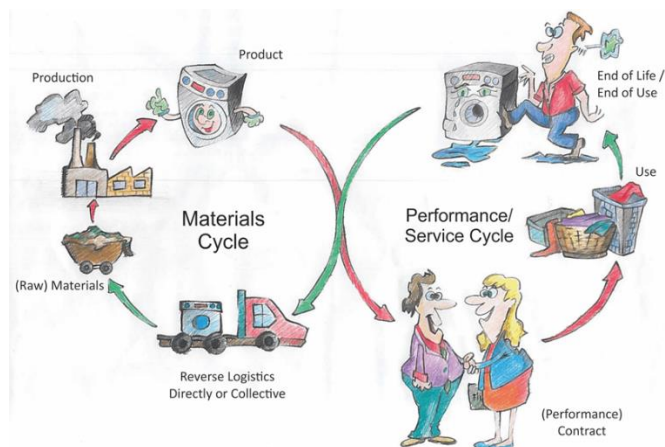 Product
Production
End of Life /
End of Use
Use
Materials
Cycle
Performance/
Service Cycle
(Raw) Materials
Reverse Logistics
Directly or Collective
(Performance)
Contract